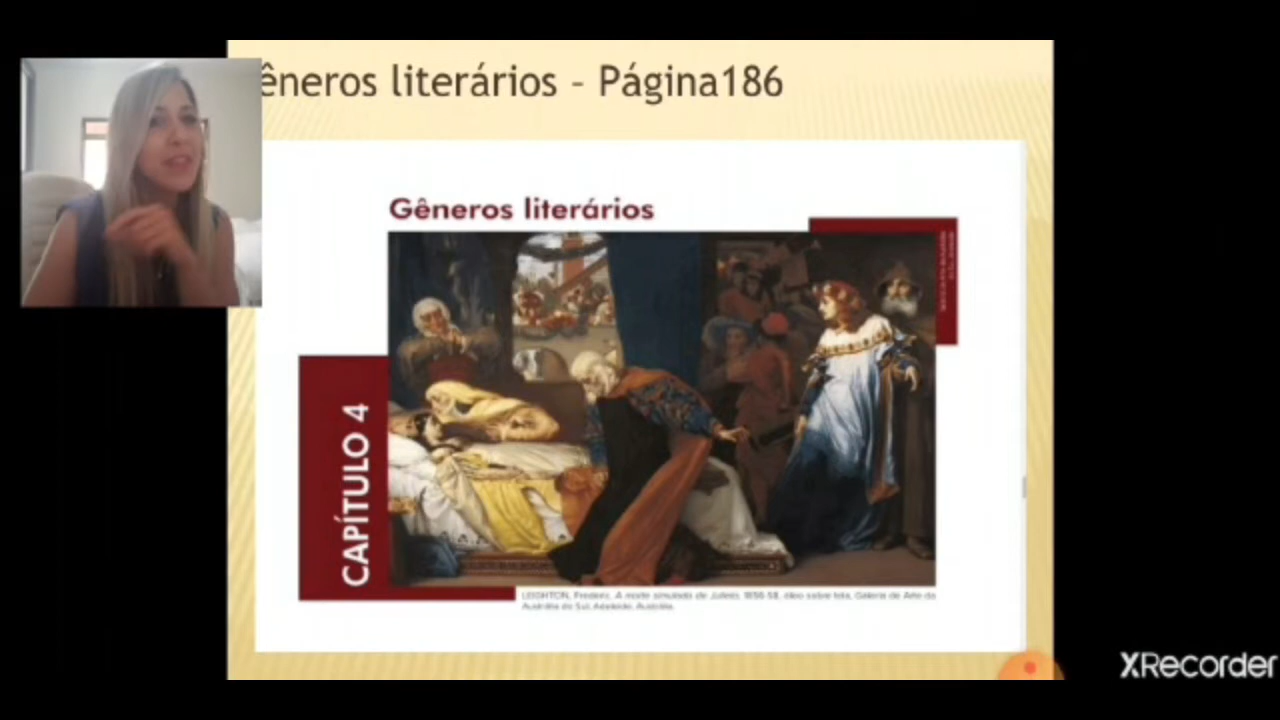 êneros literários - Página186
Gêneros literários
CAPÍTULO 4
LEIGHTON, Frederic. A morte simulada de Julieta. 1856-58. óleo sobre tela, Galeria de Arte da
Austrália do Sul, Adelaide, Austrália.
XRecorder